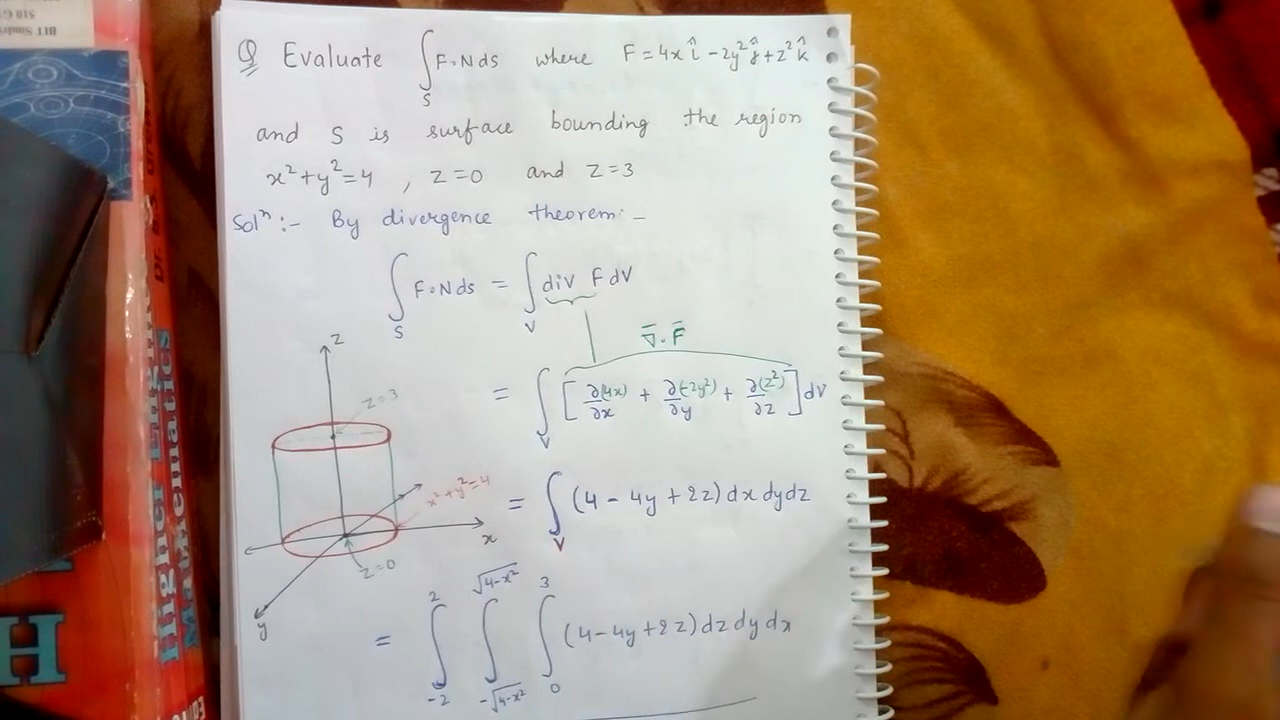 Q Evaluate ∫_S F·N ds where F = 4x î - 2y² ĵ + z² k̂
and S is surface bounding the region
x² + y² = 4 , z = 0 and z = 3
Solⁿ :- By divergence theorem :-
∫_S F·N ds = ∫_V div F dV
∇̄ · F̄
= ∫_V [ ∂(4x)/∂x + ∂(-2y²)/∂y + ∂(z²)/∂z ] dV
= ∫_V (4 - 4y + 2z) dx dy dz
= ∫_{-2}^{2} ∫_{-√(4-x²)}^{√(4-x²)} ∫_0^3 (4 - 4y + 2z) dz dy dx
z
z = 3
x² + y² = 4
x
z = 0
y
Higher Engine
Mathematics
H